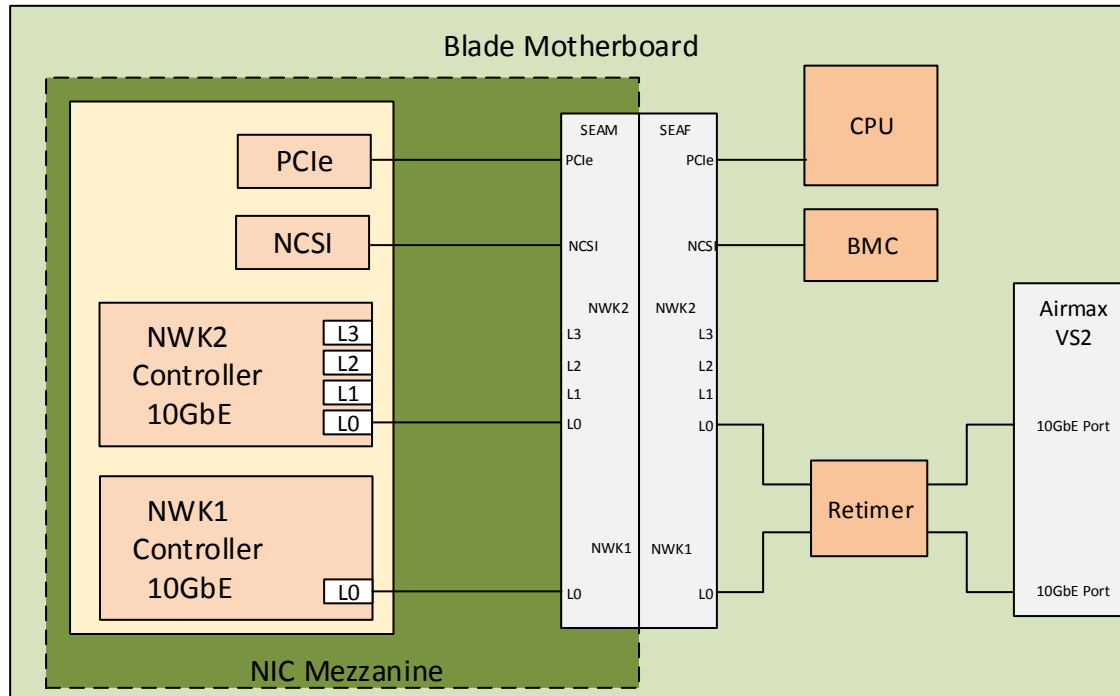 Blade Motherboard
PCIe
NCSI
NWK2
Controller
10GbE
L3
L2
L1
L0
NWK1
Controller
10GbE
L0
NIC Mezzanine
SEAM
PCIe
NCSI
NWK2
L3
L2
L1
L0
NWK1
L0
SEAF
PCIe
NCSI
NWK2
L3
L2
L1
L0
NWK1
L0
CPU
BMC
Retimer
Airmax
VS2
10GbE Port
10GbE Port